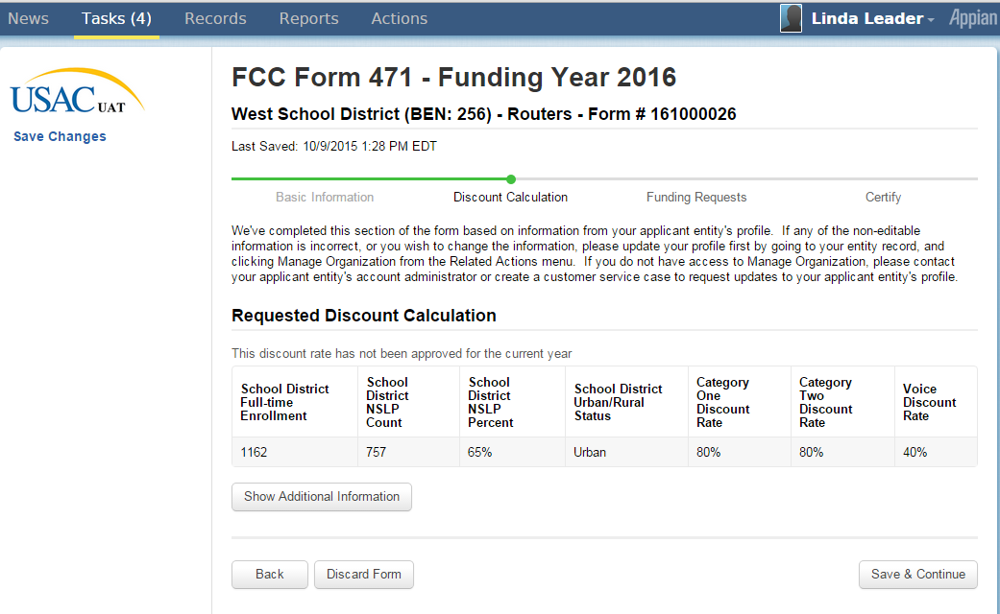 News Tasks (4) Records Reports Actions Linda Leader Appian
USAC UAT
Save Changes
FCC Form 471 - Funding Year 2016
West School District (BEN: 256) - Routers - Form # 161000026
Last Saved: 10/9/2015 1:28 PM EDT
Basic Information Discount Calculation Funding Requests Certify
We've completed this section of the form based on information from your applicant entity's profile. If any of the non-editable
information is incorrect, or you wish to change the information, please update your profile first by going to your entity record, and
clicking Manage Organization from the Related Actions menu. If you do not have access to Manage Organization, please contact
your applicant entity's account administrator or create a customer service case to request updates to your applicant entity's profile.
Requested Discount Calculation
This discount rate has not been approved for the current year
School District
Full-time
Enrollment
School
District
NSLP
Count
School
District
NSLP
Percent
School District
Urban/Rural
Status
Category
One
Discount
Rate
Category
Two
Discount
Rate
Voice
Discount
Rate
1162 757 65% Urban 80% 80% 40%
Show Additional Information
Back Discard Form Save & Continue